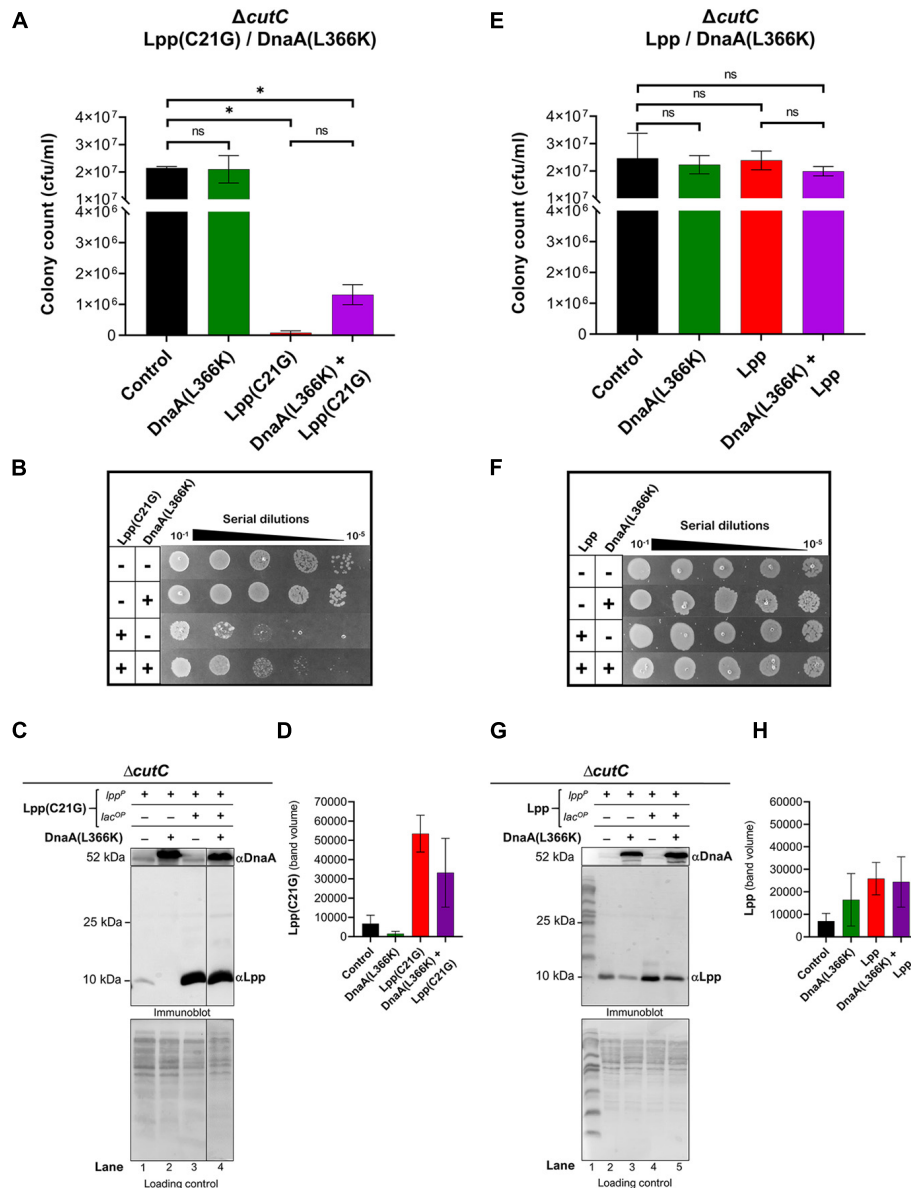 A
ΔcutC
Lpp(C21G) / DnaA(L366K)
*
*
ns
ns
Colony count (cfu/ml)
4×10⁷
3×10⁷
2×10⁷
1×10⁷
4×10⁶
3×10⁶
2×10⁶
1×10⁶
0
Control
DnaA(L366K)
Lpp(C21G)
DnaA(L366K) +
Lpp(C21G)
E
ΔcutC
Lpp / DnaA(L366K)
ns
ns
ns
ns
Colony count (cfu/ml)
4×10⁷
3×10⁷
2×10⁷
1×10⁷
4×10⁶
3×10⁶
2×10⁶
1×10⁶
0
Control
DnaA(L366K)
Lpp
DnaA(L366K) +
Lpp
B
Lpp(C21G)
DnaA(L366K)
Serial dilutions
10⁻¹ 10⁻⁵
- -
- +
+ -
+ +
F
Lpp
DnaA(L366K)
Serial dilutions
10⁻¹ 10⁻⁵
- -
- +
+ -
+ +
C
ΔcutC
Lpp(C21G)
lppᴾ + + + +
lacᴼᴾ – – + +
DnaA(L366K) – + – +
52 kDa αDnaA
25 kDa
10 kDa αLpp
Immunoblot
Lane 1 2 3 4
Loading control
D
Lpp(C21G) (band volume)
70000
60000
50000
40000
30000
20000
10000
0
Control
DnaA(L366K)
Lpp(C21G)
DnaA(L366K) +
Lpp(C21G)
G
ΔcutC
Lpp
lppᴾ + + + +
lacᴼᴾ – – + +
DnaA(L366K) – + – +
52 kDa αDnaA
25 kDa
10 kDa αLpp
Immunoblot
Lane 1 2 3 4 5
Loading control
H
Lpp (band volume)
60000
50000
40000
30000
20000
10000
0
Control
DnaA(L366K)
Lpp
DnaA(L366K) +
Lpp